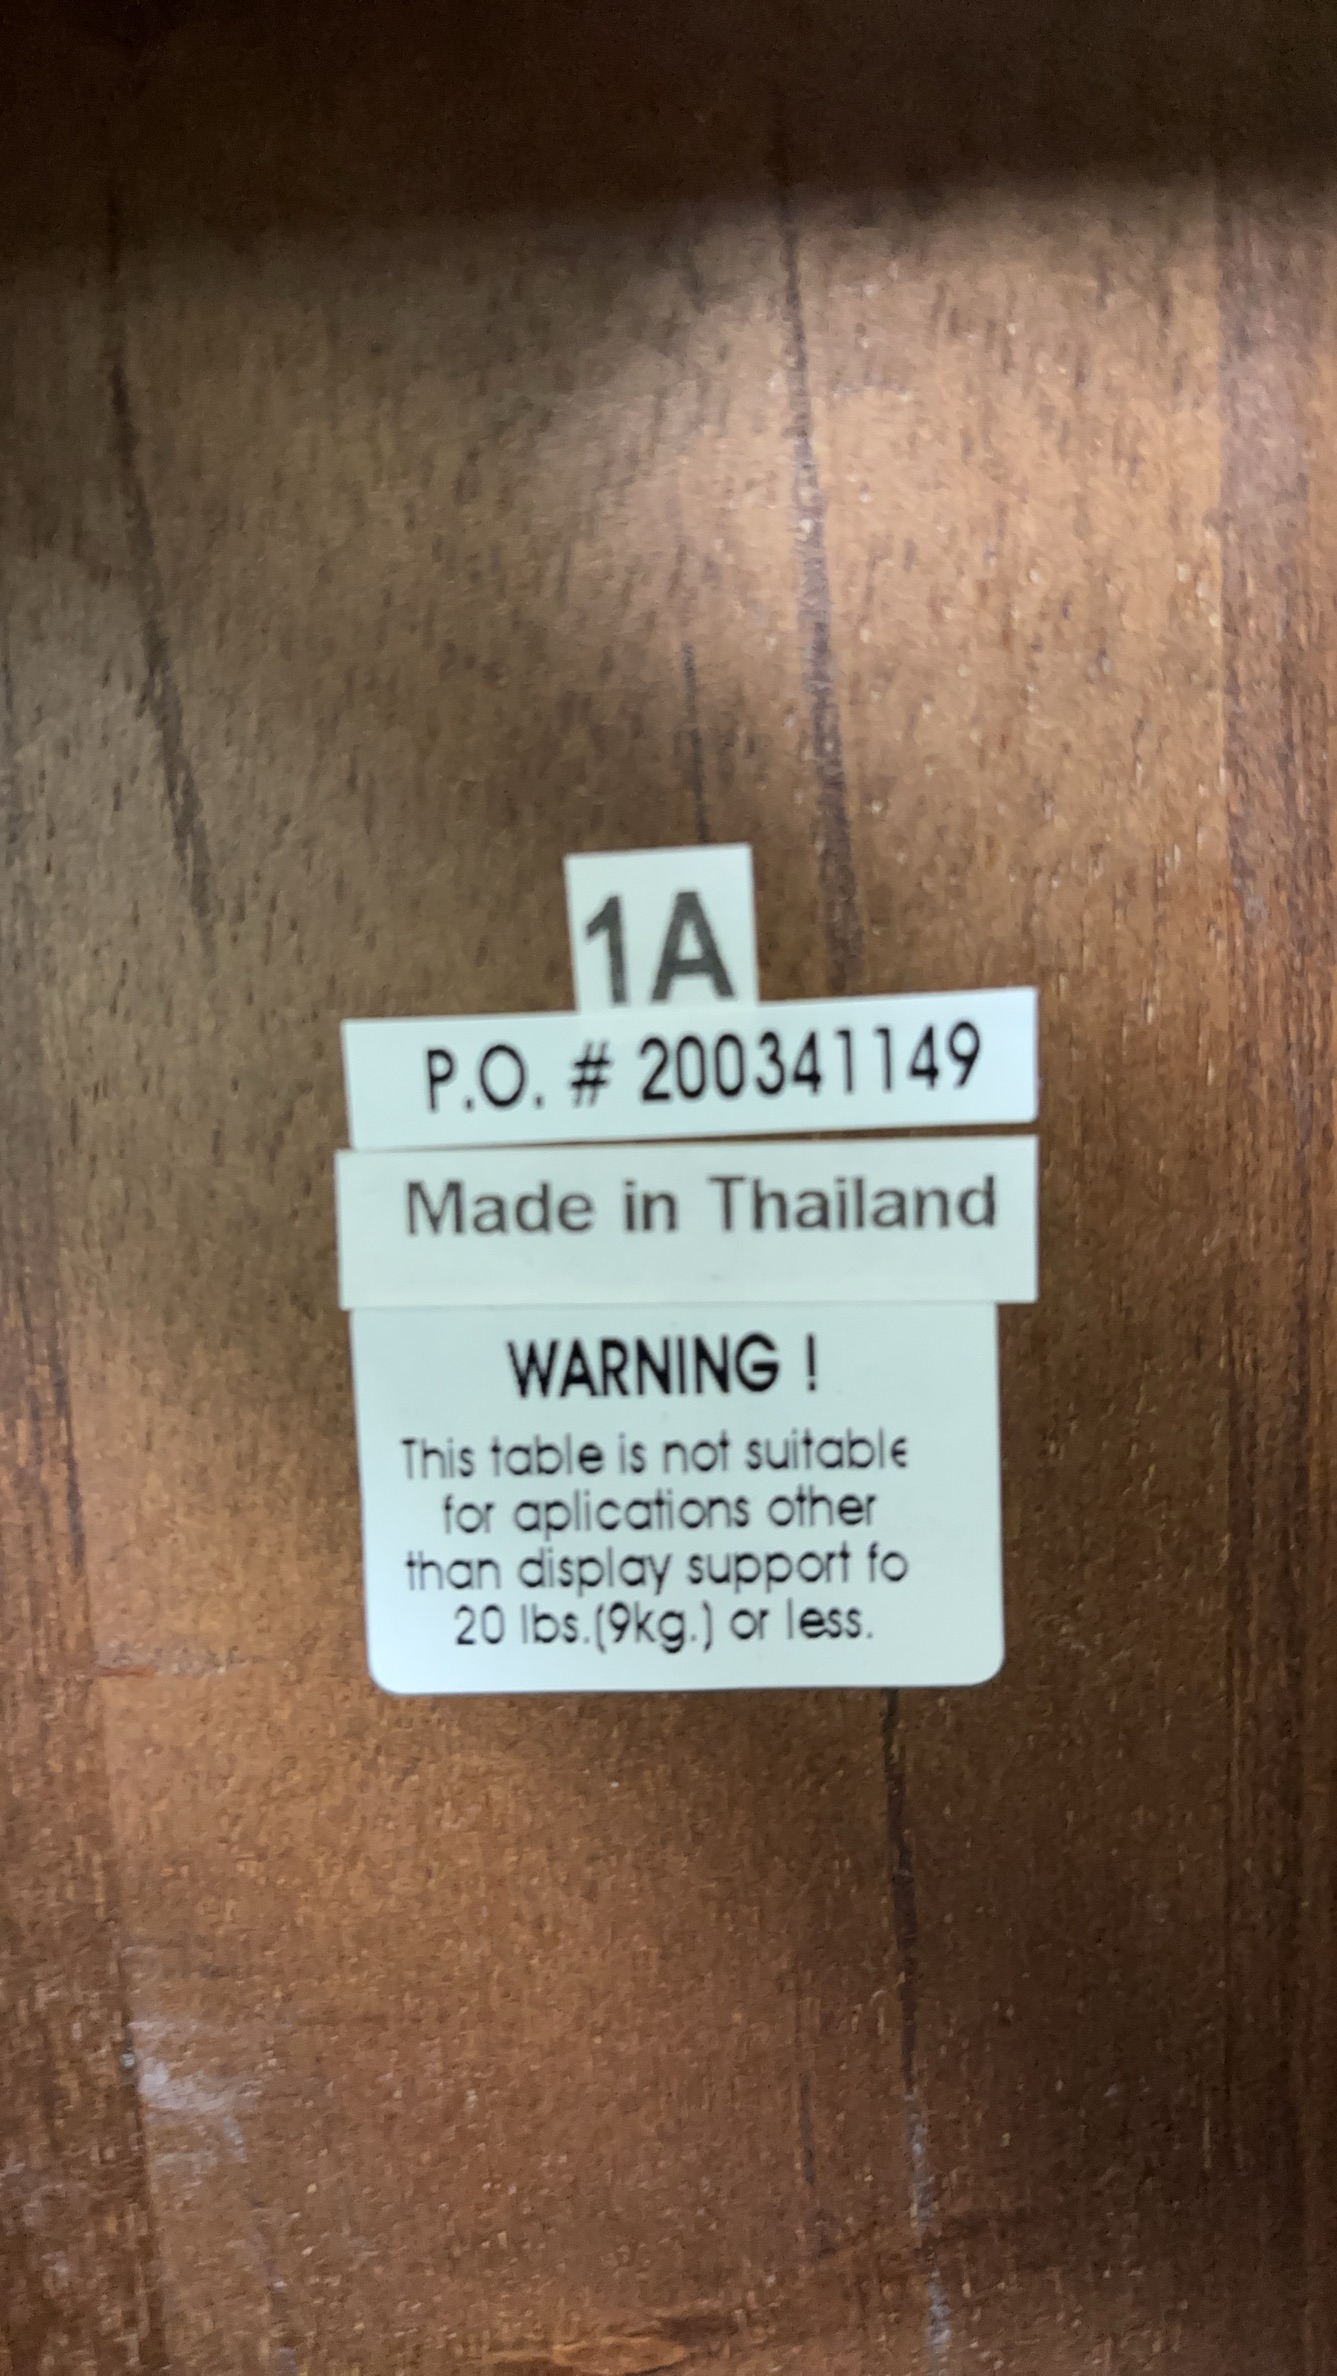 1A
P.O. # 200341149
Made in Thailand
WARNING !
This table is not suitable
for aplications other
than display support fo
20 lbs.(9kg.) or less.